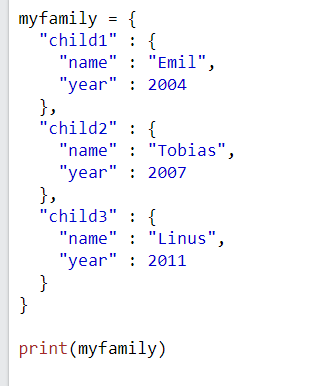 myfamily = {
  "child1" : {
    "name" : "Emil",
    "year" : 2004
  },
  "child2" : {
    "name" : "Tobias",
    "year" : 2007
  },
  "child3" : {
    "name" : "Linus",
    "year" : 2011
  }
}

print(myfamily)